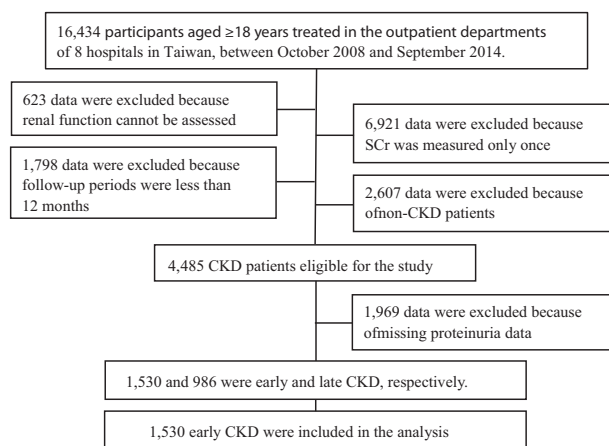 16,434 participants aged ≥18 years treated in the outpatient departments
of 8 hospitals in Taiwan, between October 2008 and September 2014.
623 data were excluded because
renal function cannot be assessed
6,921 data were excluded because
SCr was measured only once
1,798 data were excluded because
follow-up periods were less than
12 months
2,607 data were excluded because
ofnon-CKD patients
4,485 CKD patients eligible for the study
1,969 data were excluded because
ofmissing proteinuria data
1,530 and 986 were early and late CKD, respectively.
1,530 early CKD were included in the analysis